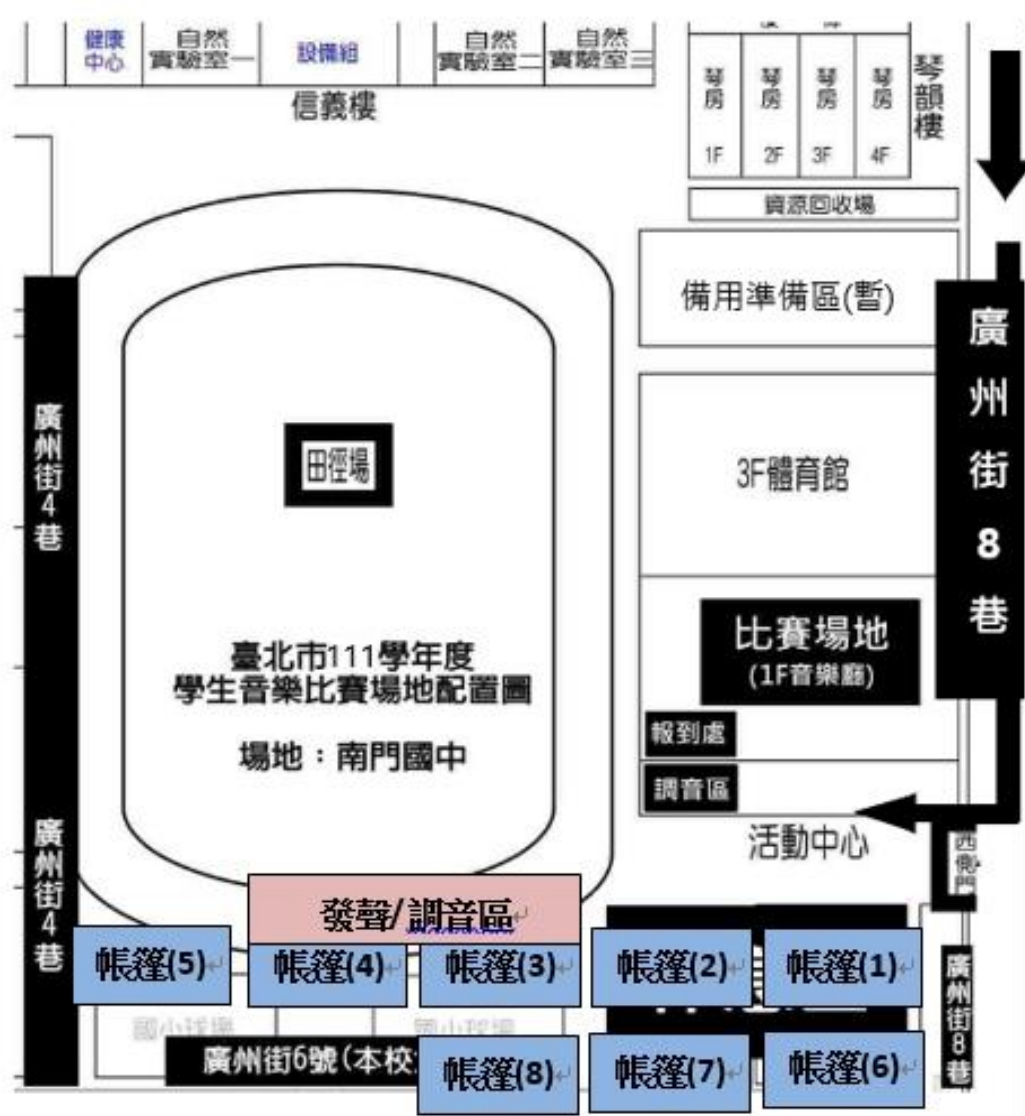 健康
中心
自然
實驗室一
設備組
自然
實驗室二
自然
實驗室三
信義樓
琴房
1F
琴房
2F
琴房
3F
琴房
4F
琴韻樓
資源回收場
備用準備區(暫)
廣州街8巷
3F體育館
廣州街4巷
田徑場
比賽場地
(1F音樂廳)
臺北市111學年度
學生音樂比賽場地配置圖
場地：南門國中
報到處
調音區
活動中心
西側門
廣州街4巷
發聲/調音區
帳篷(5)
帳篷(4)
帳篷(3)
帳篷(2)
帳篷(1)
廣州街8巷
國小球場
國小球場
廣州街6號(本校
帳篷(8)
帳篷(7)
帳篷(6)